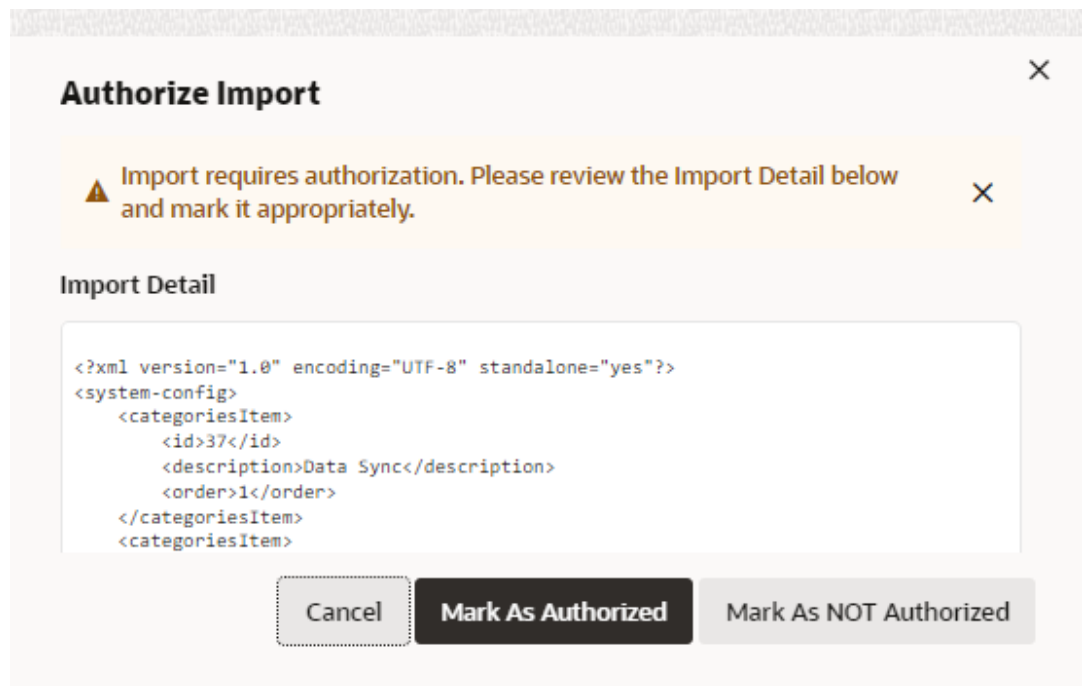 Authorize Import
Import requires authorization. Please review the Import Detail below
and mark it appropriately.
Import Detail
<?xml version="1.0" encoding="UTF-8" standalone="yes"?>
<system-config>
    <categoriesItem>
        <id>37</id>
        <description>Data Sync</description>
        <order>1</order>
    </categoriesItem>
    <categoriesItem>
Cancel Mark As Authorized Mark As NOT Authorized